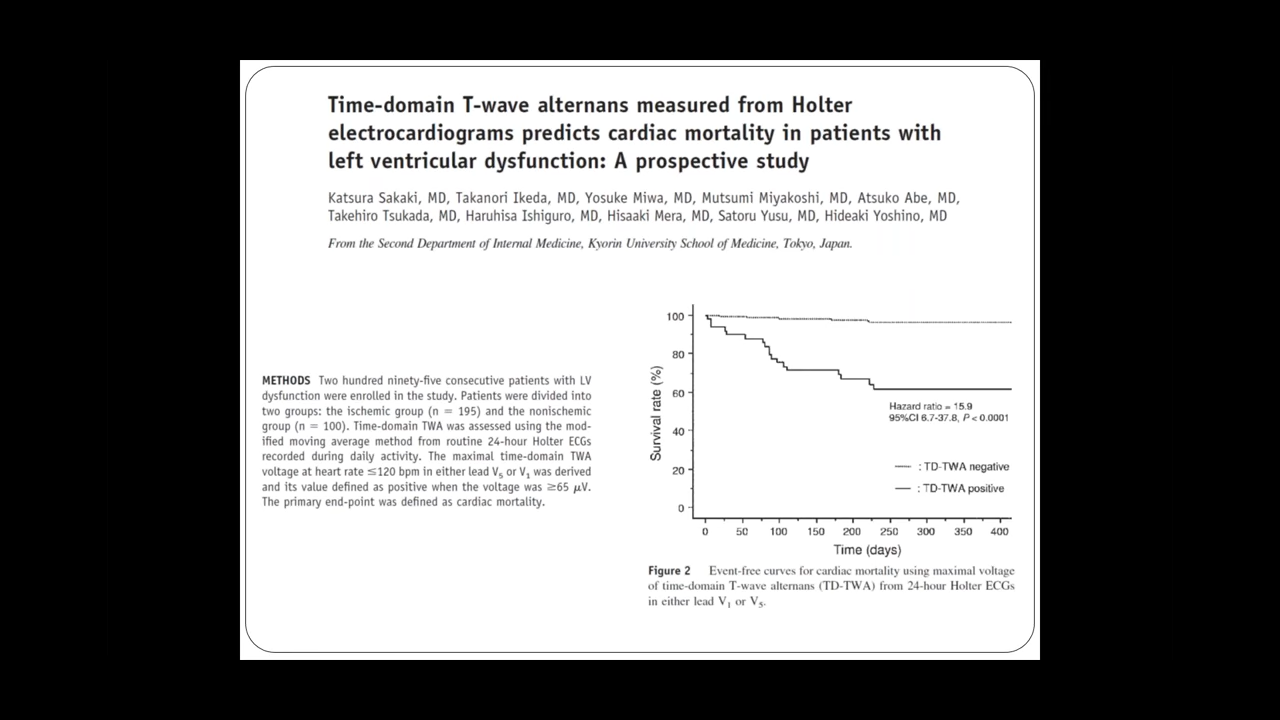 Time-domain T-wave alternans measured from Holter
electrocardiograms predicts cardiac mortality in patients with
left ventricular dysfunction: A prospective study
Katsura Sakaki, MD, Takanori Ikeda, MD, Yosuke Miwa, MD, Mutsumi Miyakoshi, MD, Atsuko Abe, MD,
Takehiro Tsukada, MD, Haruhisa Ishiguro, MD, Hisaaki Mera, MD, Satoru Yusu, MD, Hideaki Yoshino, MD
From the Second Department of Internal Medicine, Kyorin University School of Medicine, Tokyo, Japan.
METHODS Two hundred ninety-five consecutive patients with LV
dysfunction were enrolled in the study. Patients were divided into
two groups: the ischemic group (n = 195) and the nonischemic
group (n = 100). Time-domain TWA was assessed using the mod-
ified moving average method from routine 24-hour Holter ECGs
recorded during daily activity. The maximal time-domain TWA
voltage at heart rate ≤120 bpm in either lead V5 or V1 was derived
and its value defined as positive when the voltage was ≥65 μV.
The primary end-point was defined as cardiac mortality.
Survival rate (%)
100
80
60
40
20
0
Hazard ratio = 15.9
95%CI 6.7-37.8, P < 0.0001
: TD-TWA negative
: TD-TWA positive
0 50 100 150 200 250 300 350 400
Time (days)
Figure 2 Event-free curves for cardiac mortality using maximal voltage
of time-domain T-wave alternans (TD-TWA) from 24-hour Holter ECGs
in either lead V1 or V5.